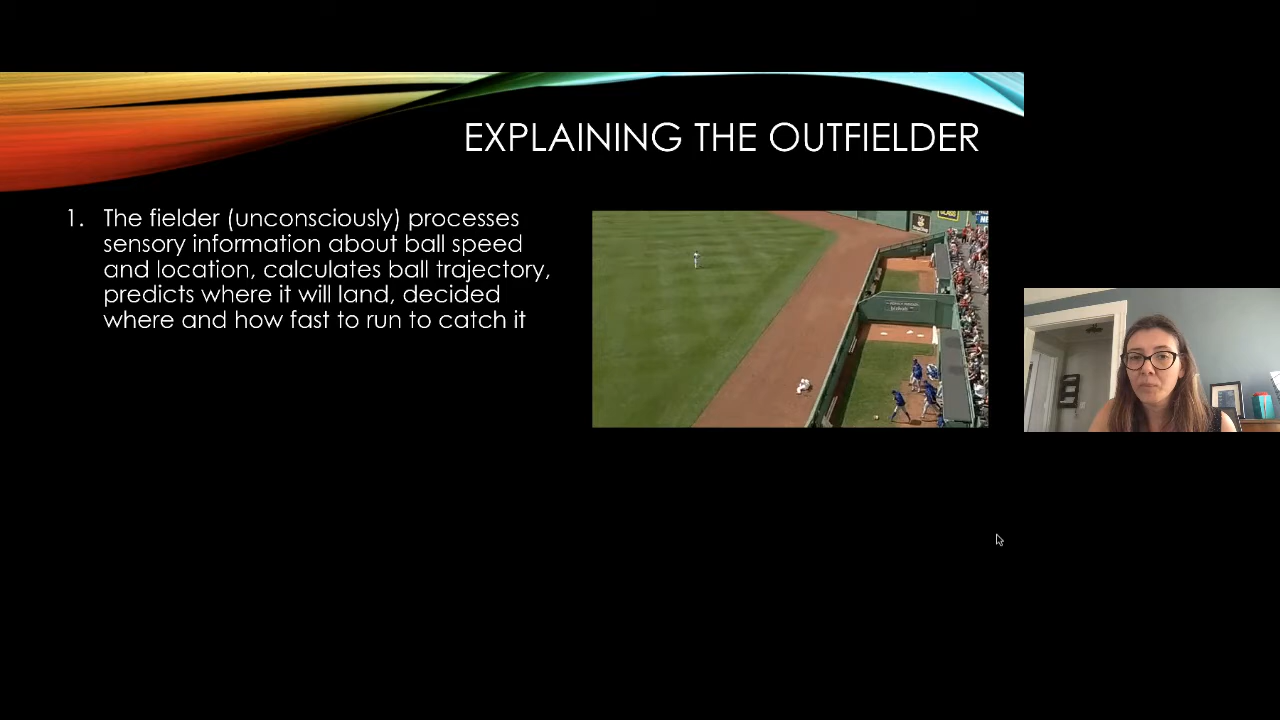 EXPLAINING THE OUTFIELDER
1. The fielder (unconsciously) processes
sensory information about ball speed
and location, calculates ball trajectory,
predicts where it will land, decided
where and how fast to run to catch it